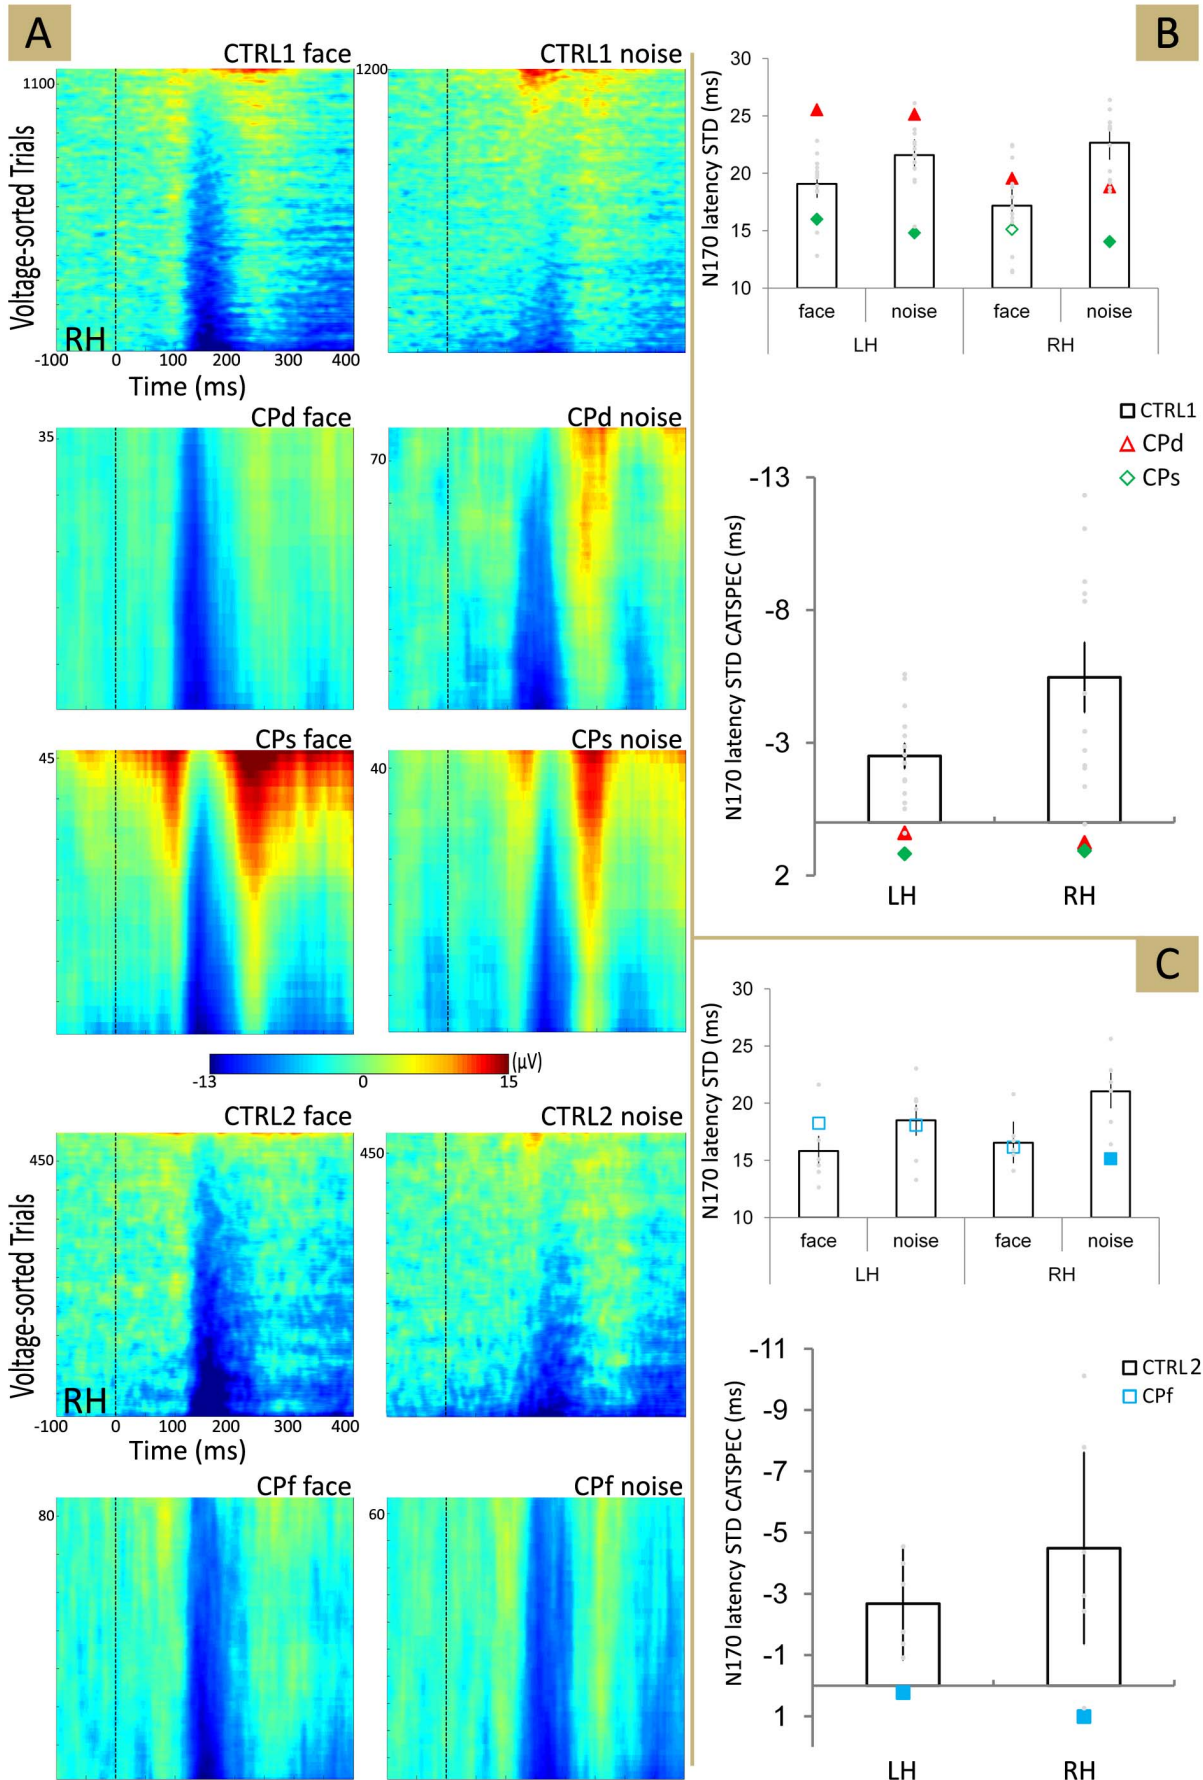 A
CTRL1 face
CTRL1 noise
1100
1200
Voltage-sorted Trials
RH
-100 0 100 200 300 400
Time (ms)
CPd face
CPd noise
35
70
CPs face
CPs noise
45
40
-13 0 15 (μV)
CTRL2 face
CTRL2 noise
450
450
Voltage-sorted Trials
RH
-100 0 100 200 300 400
Time (ms)
CPf face
CPf noise
80
60
B
N170 latency STD (ms)
30
25
20
15
10
face noise face noise
LH RH
CTRL1
CPd
CPs
N170 latency STD CATSPEC (ms)
-13
-8
-3
2
LH RH
C
N170 latency STD (ms)
30
25
20
15
10
face noise face noise
LH RH
CTRL2
CPf
N170 latency STD CATSPEC (ms)
-11
-9
-7
-5
-3
-1
1
LH RH